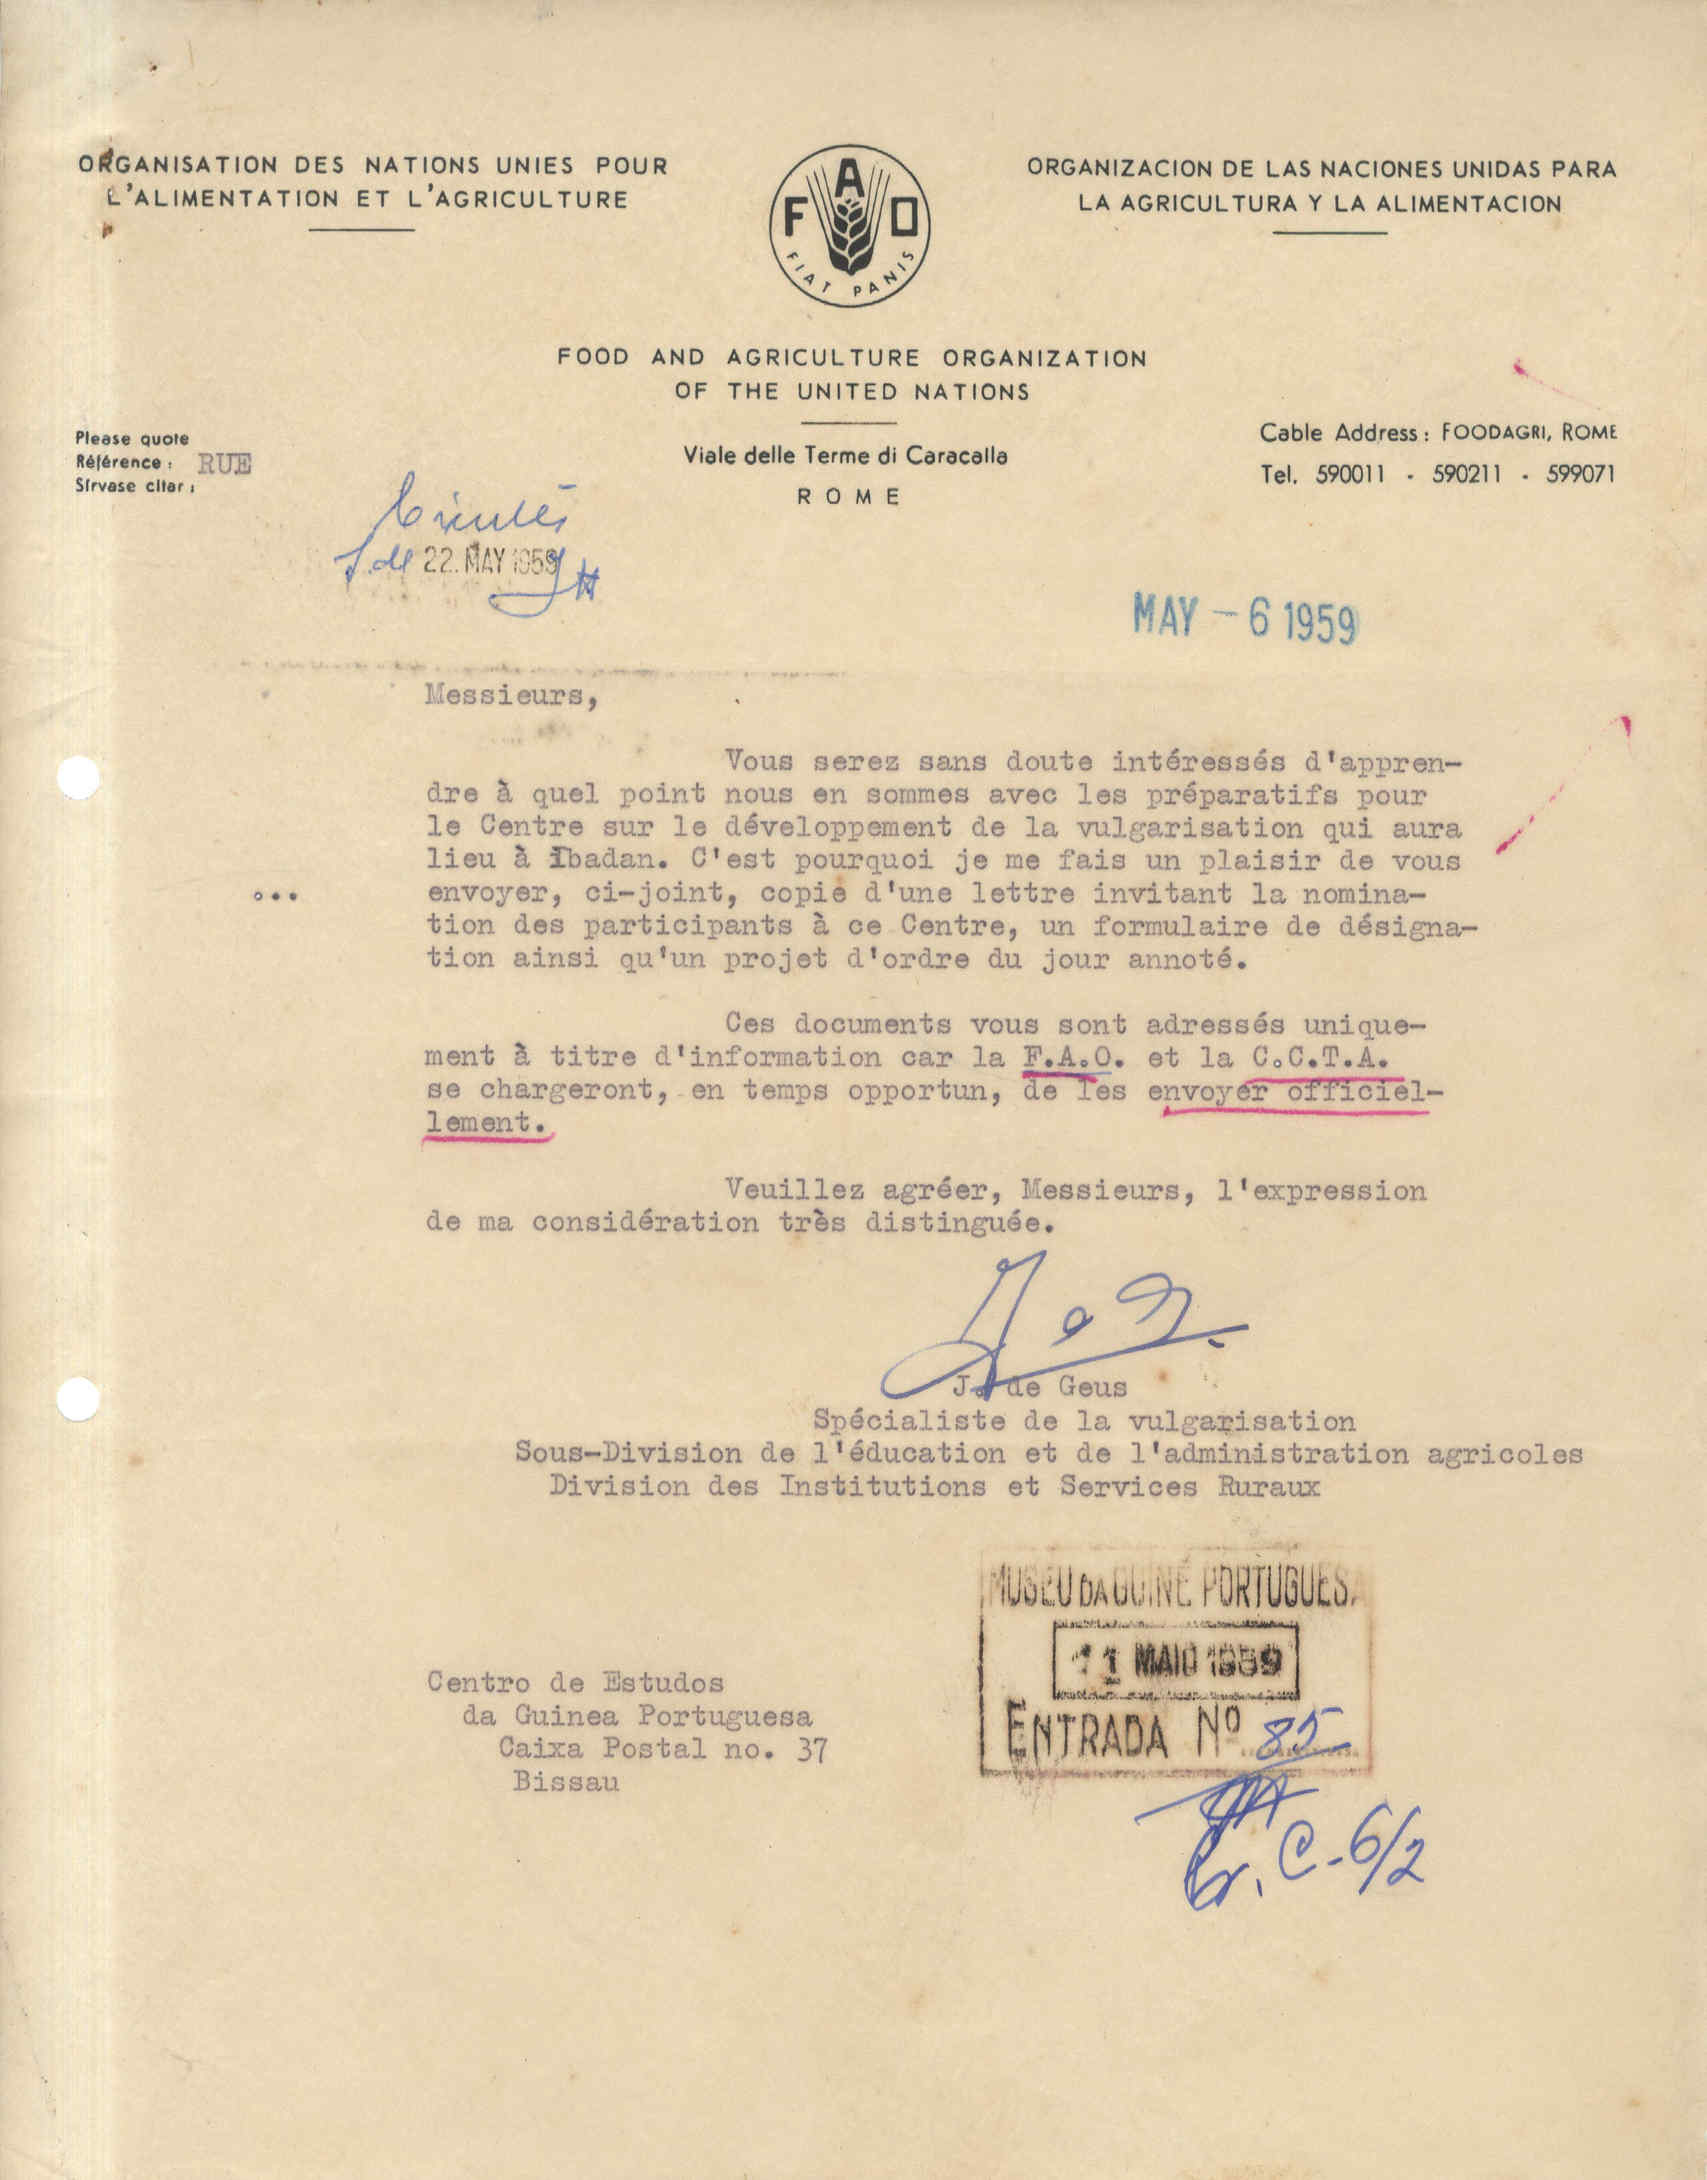 ORGANISATION DES NATIONS UNIES POUR
L'ALIMENTATION ET L'AGRICULTURE
FAO
FIAT PANIS
ORGANIZACION DE LAS NACIONES UNIDAS PARA
LA AGRICULTURA Y LA ALIMENTACION
FOOD AND AGRICULTURE ORGANIZATION
OF THE UNITED NATIONS
Viale delle Terme di Caracalla
ROME
Please quote
Référence : RUE
Sírvase citar :
Cable Address : FOODAGRI, ROME
Tel. 590011 - 590211 - 599071
22. MAY 1959
MAY - 6 1959
Messieurs,
Vous serez sans doute intéressés d'appren-
dre à quel point nous en sommes avec les préparatifs pour
le Centre sur le développement de la vulgarisation qui aura
lieu à Ibadan. C'est pourquoi je me fais un plaisir de vous
envoyer, ci-joint, copie d'une lettre invitant la nomina-
tion des participants à ce Centre, un formulaire de désigna-
tion ainsi qu'un projet d'ordre du jour annoté.
Ces documents vous sont adressés unique-
ment à titre d'information car la F.A.O. et la C.C.T.A.
se chargeront, en temps opportun, de les envoyer officiel-
lement.
Veuillez agréer, Messieurs, l'expression
de ma considération très distinguée.
J. de Geus
Spécialiste de la vulgarisation
Sous-Division de l'éducation et de l'administration agricoles
Division des Institutions et Services Ruraux
MUSEU DA GUINÉ PORTUGUESA
11 MAIO 1959
ENTRADA Nº 85
Centro de Estudos
da Guinea Portuguesa
Caixa Postal no. 37
Bissau
C-6/2